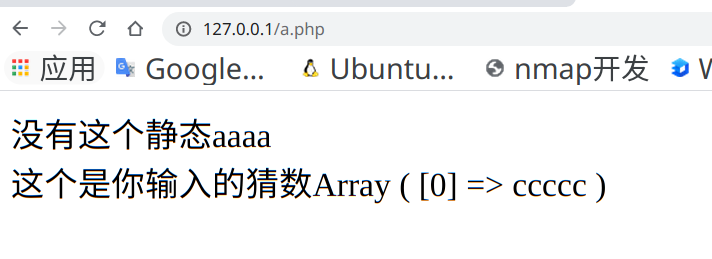 127.0.0.1/a.php
应用 Google... Ubuntu... nmap开发 W
没有这个静态aaaa
这个是你输入的猜数Array ( [0] => ccccc )